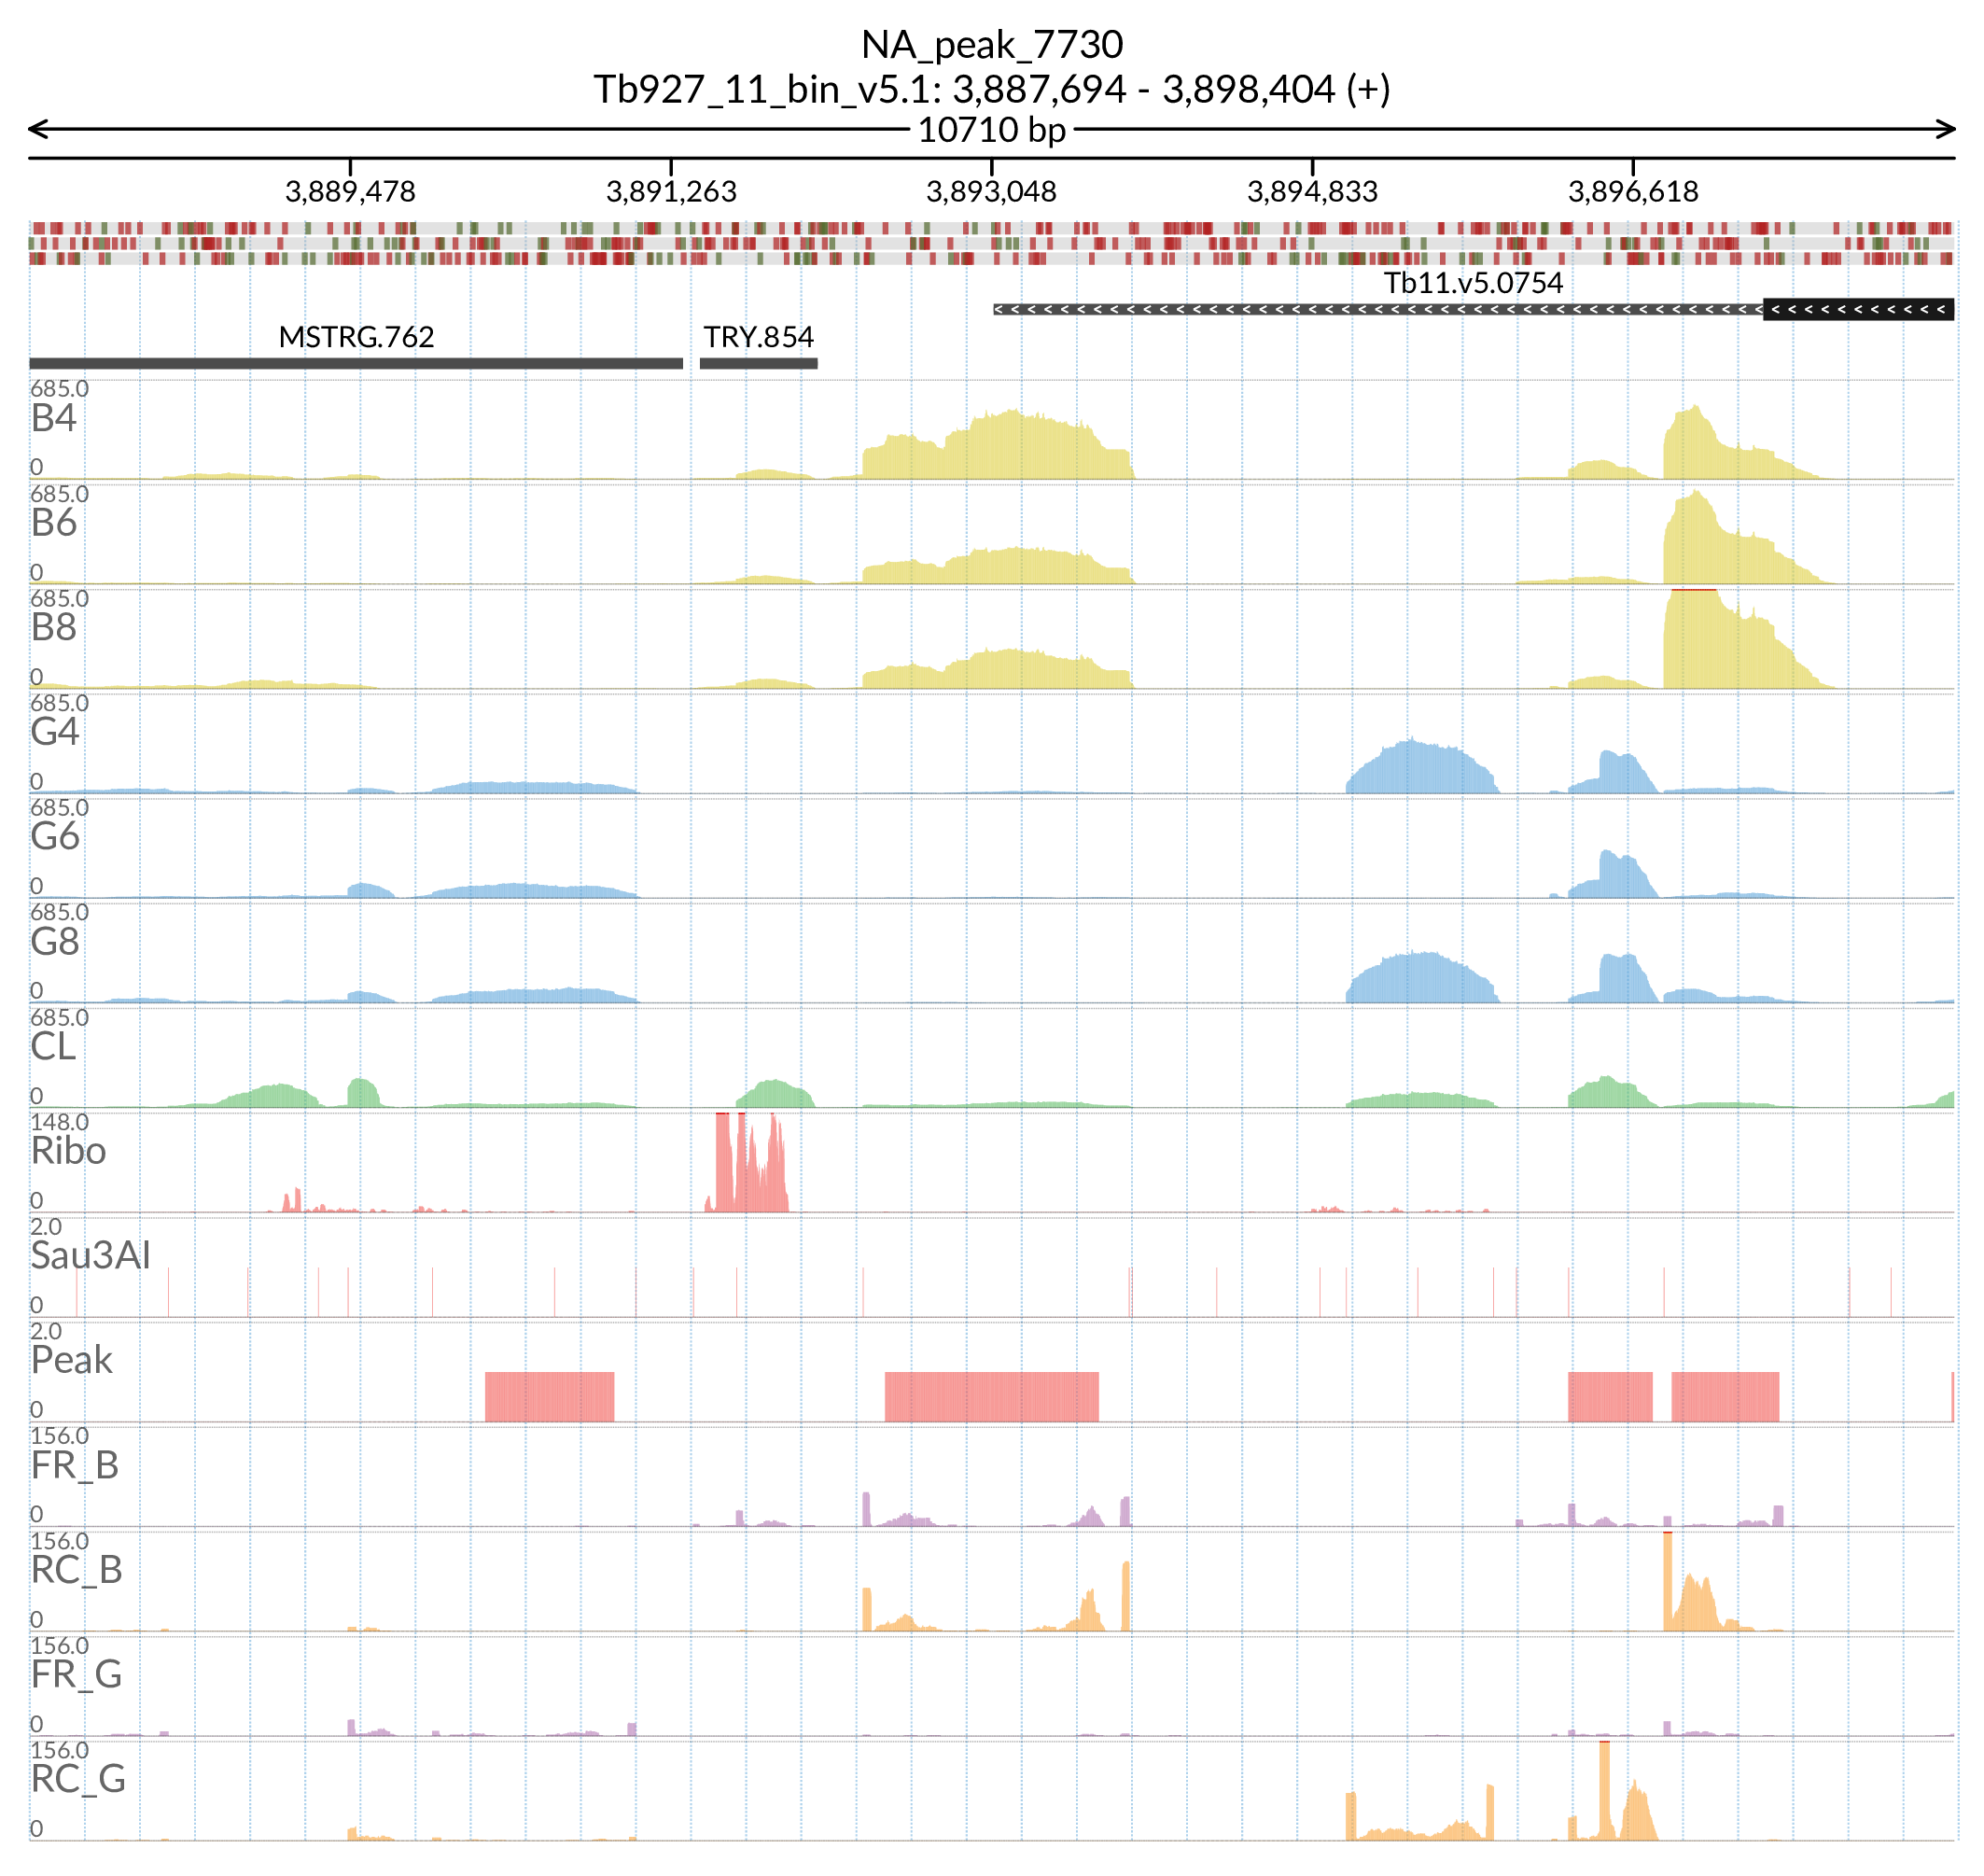 NA_peak_7730
Tb927_11_bin_v5.1: 3,887,694 - 3,898,404 (+)
10710 bp
3,889,478 3,891,263 3,893,048 3,894,833 3,896,618
Tb11.v5.0754
MSTRG.762 TRY.854
685.0
B4
0
685.0
B6
0
685.0
B8
0
685.0
G4
0
685.0
G6
0
685.0
G8
0
685.0
CL
0
148.0
Ribo
0
2.0
Sau3AI
0
2.0
Peak
0
156.0
FR_B
0
156.0
RC_B
0
156.0
FR_G
0
156.0
RC_G
0